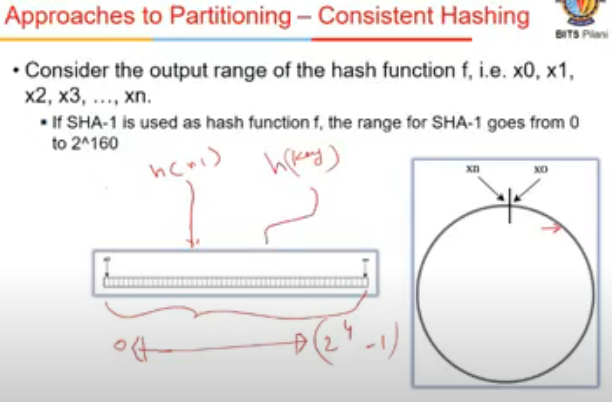 Approaches to Partitioning – Consistent Hashing
BITS Pilani
• Consider the output range of the hash function f, i.e. x0, x1,
x2, x3, ..., xn.
▪ If SHA-1 is used as hash function f, the range for SHA-1 goes from 0
to 2^160
h(n1)
h(key)
xn
x0
0
(2^4 -1)